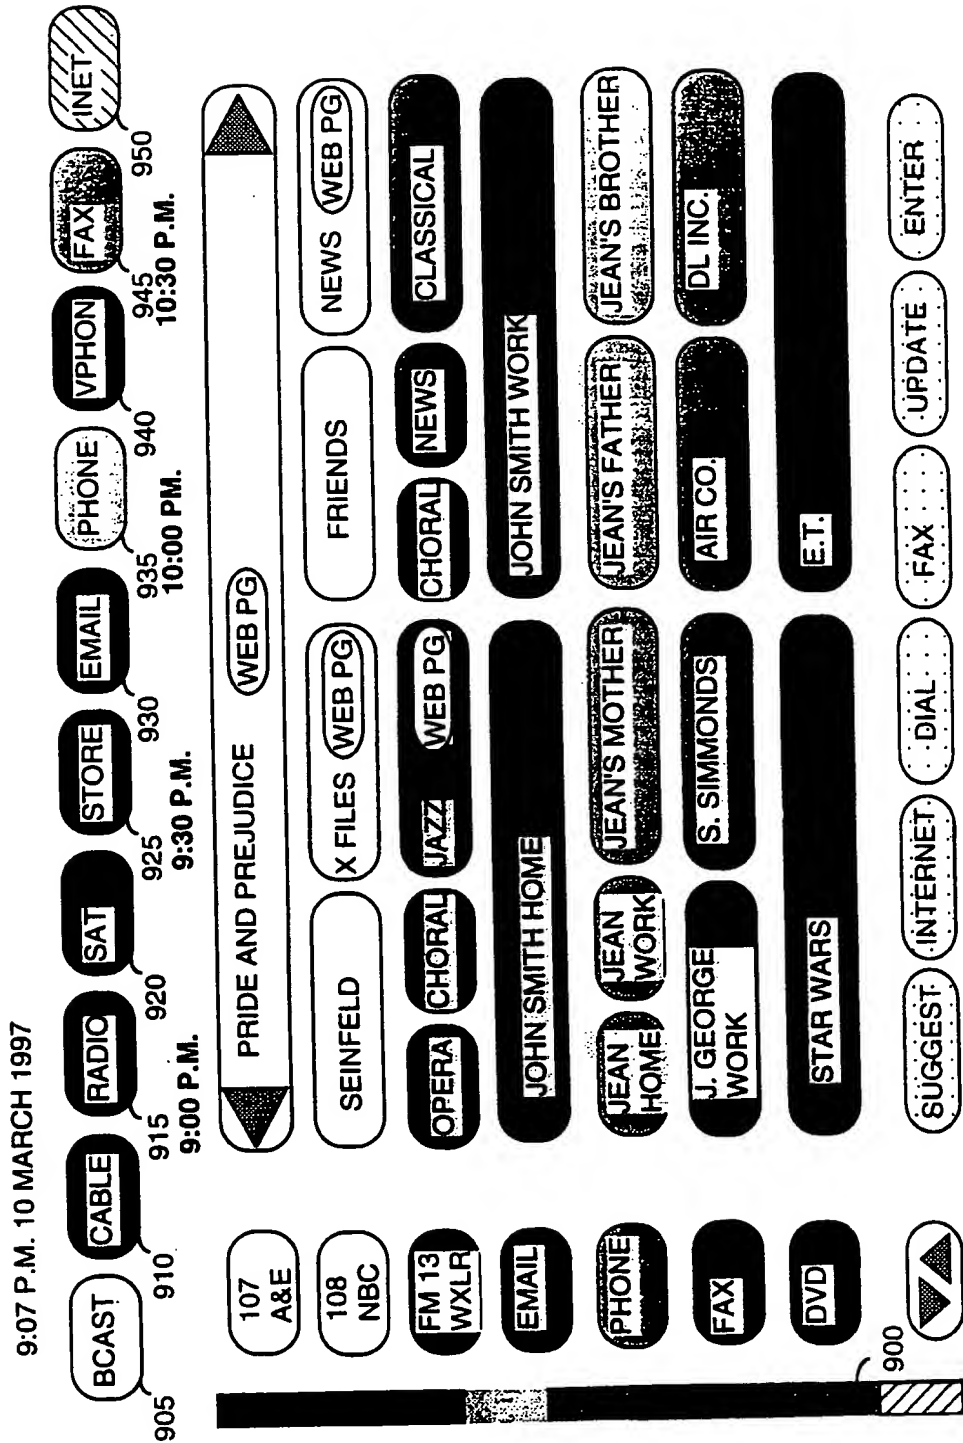 9:07 P.M. 10 MARCH 1997
BCAST CABLE RADIO SAT STORE EMAIL PHONE VPHON FAX INET
905 910 915 920 925 930 935 940 945 950
9:00 P.M. 9:30 P.M. 10:00 PM. 10:30 P.M.
107 A&E PRIDE AND PREJUDICE WEB PG
108 NBC SEINFELD X FILES WEB PG FRIENDS NEWS WEB PG
FM 13 WXLR OPERA CHORAL JAZZ WEB PG CHORAL NEWS CLASSICAL
EMAIL JOHN SMITH HOME JOHN SMITH WORK
PHONE JEAN HOME JEAN WORK JEAN'S MOTHER JEAN'S FATHER JEAN'S BROTHER
FAX J. GEORGE WORK S. SIMMONDS AIR CO. DL INC.
DVD STAR WARS E.T.
900
SUGGEST INTERNET DIAL FAX UPDATE ENTER